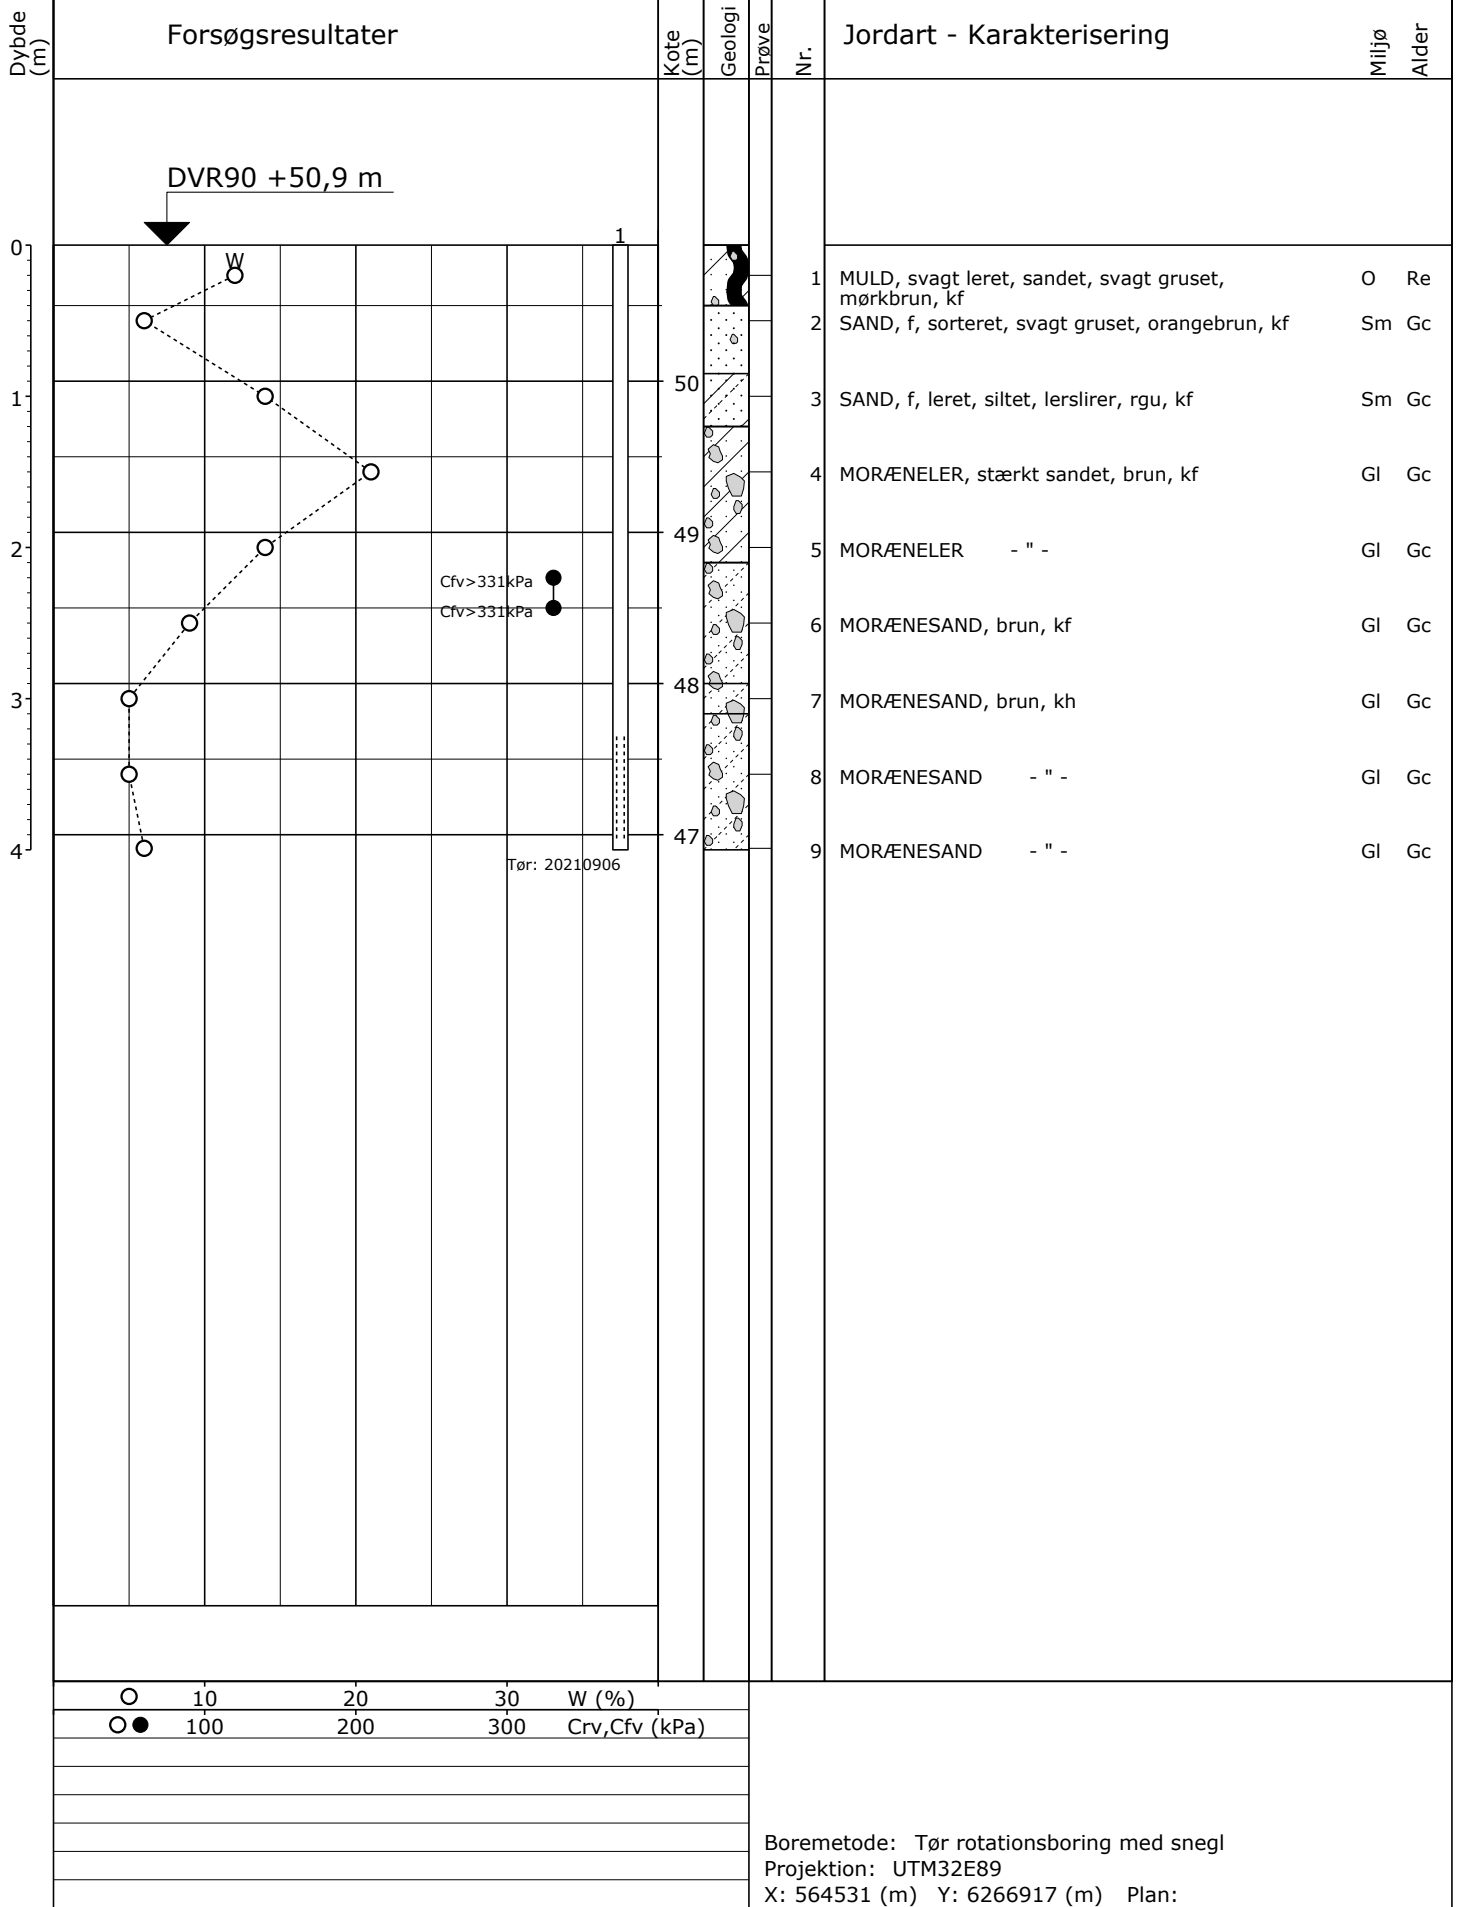 Dybde (m)
Forsøgsresultater
Kote (m)
Geologi
Prøve
Nr.
Jordart - Karakterisering
Miljø
Alder
DVR90 +50,9 m
0
1
W
1 MULD, svagt leret, sandet, svagt gruset, O Re
mørkbrun, kf
2 SAND, f, sorteret, svagt gruset, orangebrun, kf Sm Gc
50
1
3 SAND, f, leret, siltet, lerslirer, rgu, kf Sm Gc
4 MORÆNELER, stærkt sandet, brun, kf Gl Gc
49
2
5 MORÆNELER - " - Gl Gc
Cfv>331kPa
Cfv>331kPa
6 MORÆNESAND, brun, kf Gl Gc
48
3
7 MORÆNESAND, brun, kh Gl Gc
8 MORÆNESAND - " - Gl Gc
47
4
9 MORÆNESAND - " - Gl Gc
Tør: 20210906
10 20 30 W (%)
100 200 300 Crv,Cfv (kPa)
Boremetode: Tør rotationsboring med snegl
Projektion: UTM32E89
X: 564531 (m) Y: 6266917 (m) Plan: